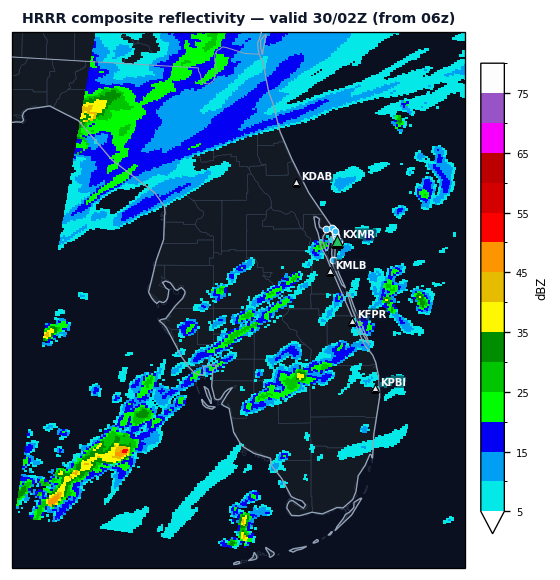 HRRR composite reflectivity — valid 30/02Z (from 06z)
KDAB
KXMR
KMLB
KFPR
KPBI
75
65
55
45
35
25
15
5
dBZ